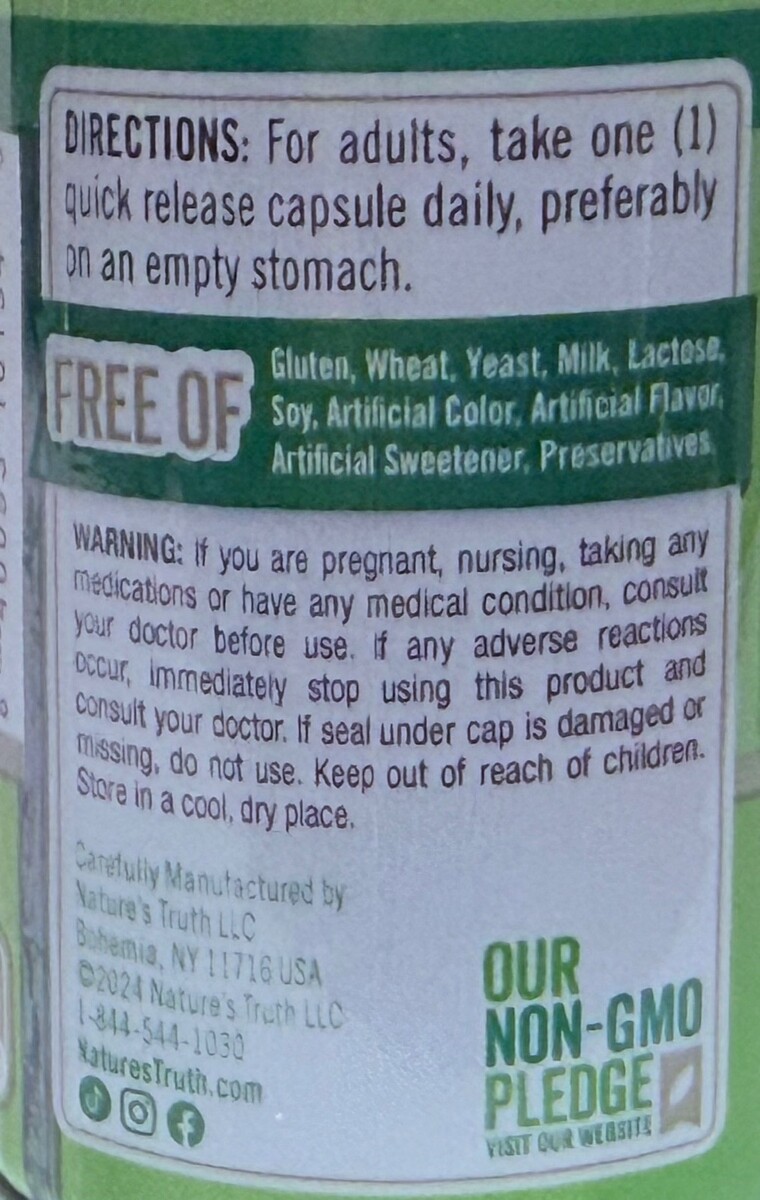 DIRECTIONS: For adults, take one (1)
quick release capsule daily, preferably
on an empty stomach.
FREE OF
Gluten, Wheat, Yeast, Milk, Lactose,
Soy, Artificial Color, Artificial Flavor,
Artificial Sweetener, Preservatives
WARNING: If you are pregnant, nursing, taking any
medications or have any medical condition, consult
your doctor before use. If any adverse reactions
occur, immediately stop using this product and
consult your doctor. If seal under cap is damaged or
missing, do not use. Keep out of reach of children.
Store in a cool, dry place.
Carefully Manufactured by
Nature's Truth LLC
Bohemia, NY 11716 USA
©2024 Nature's Truth LLC
1-844-544-1030
NaturesTruth.com
OUR
NON-GMO
PLEDGE
VISIT OUR WEBSITE